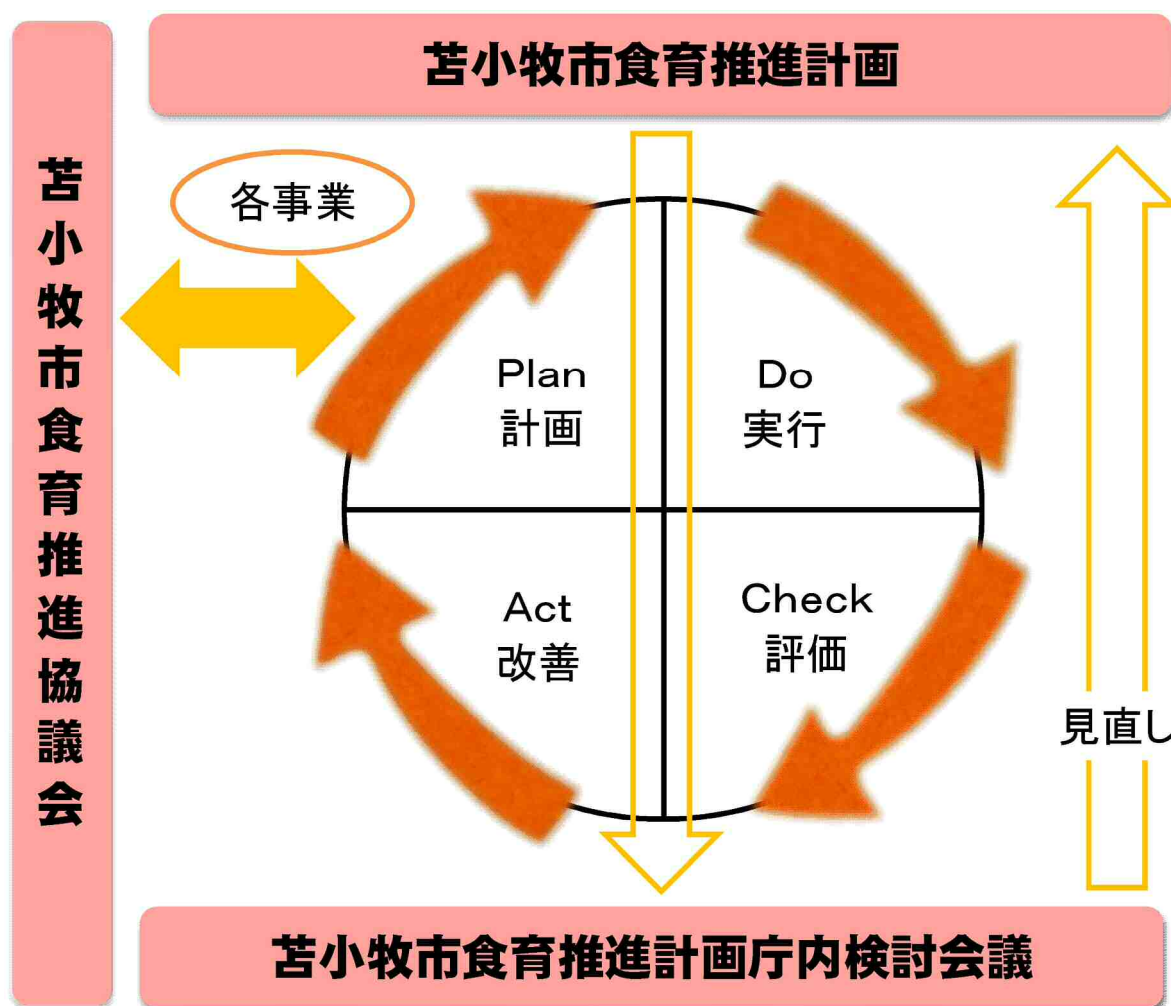 苫小牧市食育推進計画
苫小牧市食育推進協議会
各事業
Plan
計画
Do
実行
Act
改善
Check
評価
見直し
苫小牧市食育推進計画庁内検討会議